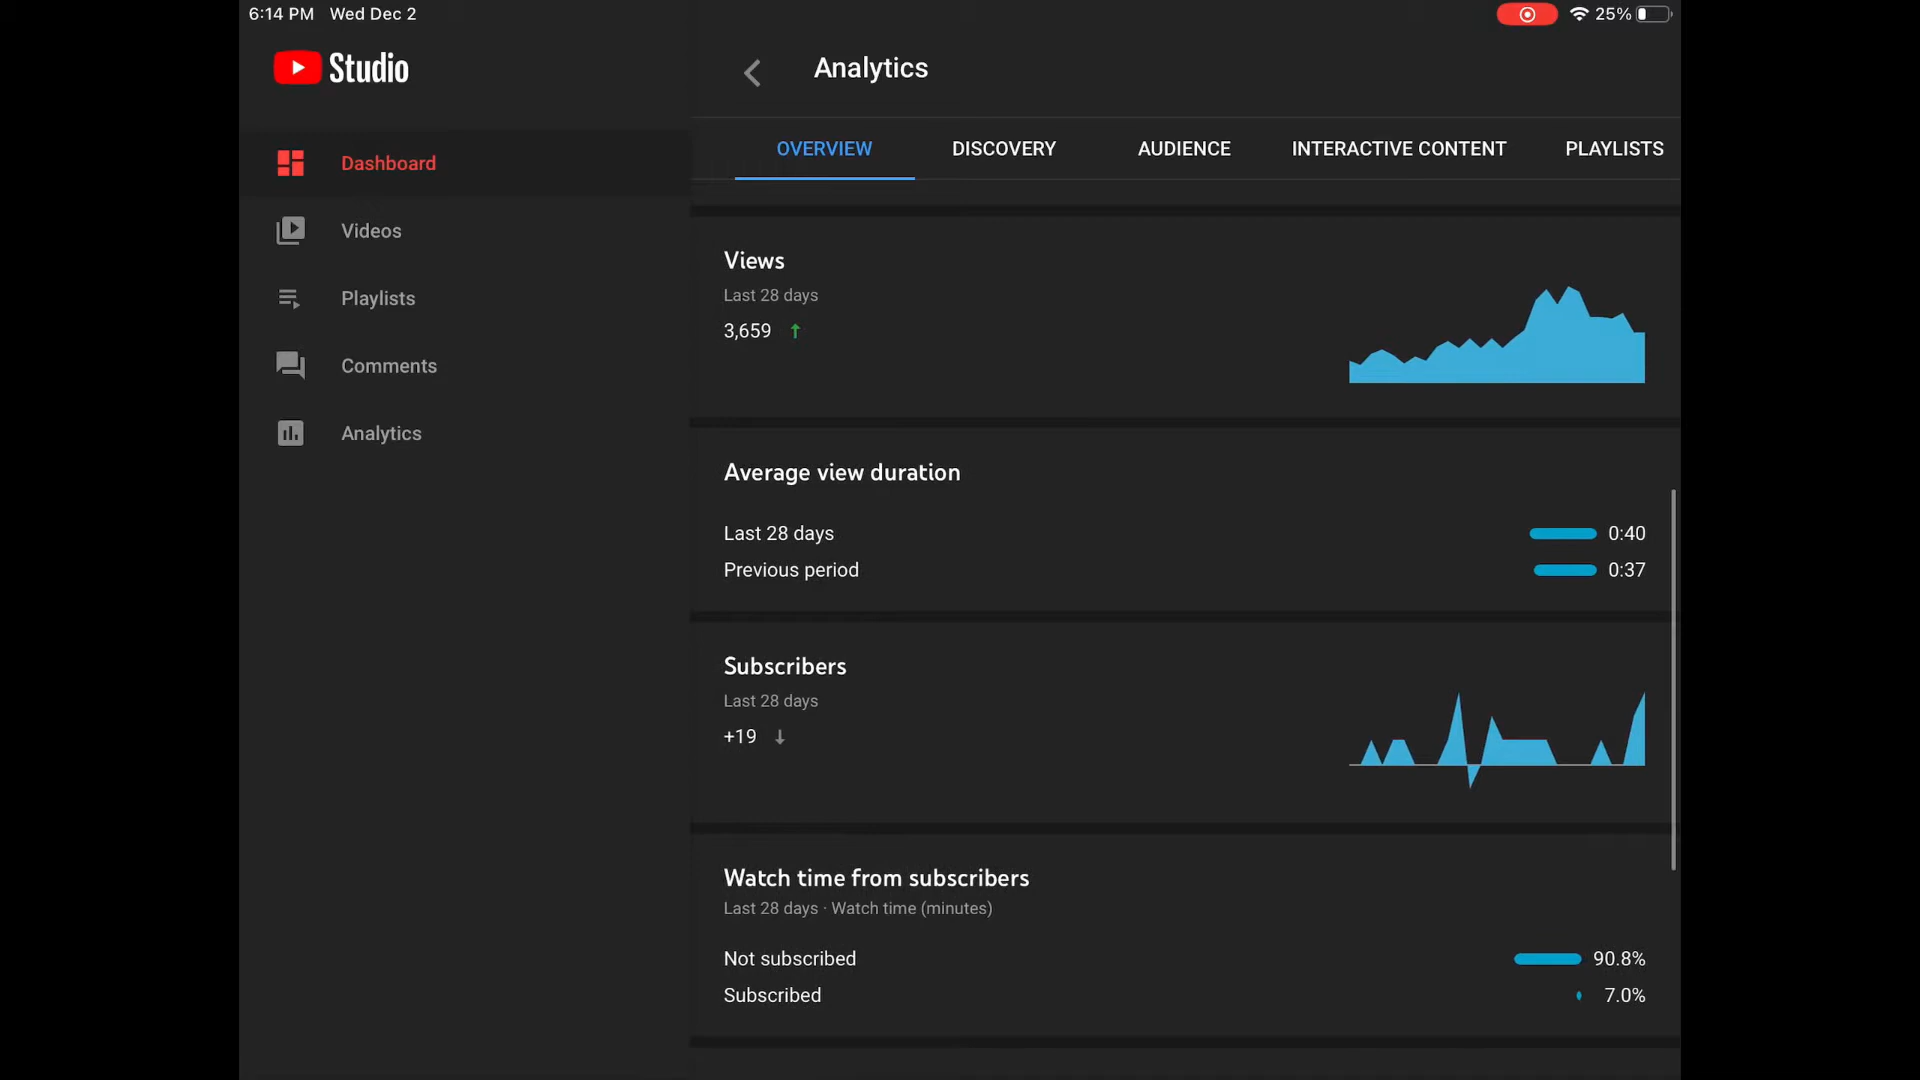 6:14 PM Wed Dec 2
25%
Studio
Analytics
Dashboard
Videos
Playlists
Comments
Analytics
OVERVIEW DISCOVERY AUDIENCE INTERACTIVE CONTENT PLAYLISTS
Views
Last 28 days
3,659
Average view duration
Last 28 days 0:40
Previous period 0:37
Subscribers
Last 28 days
+19
Watch time from subscribers
Last 28 days · Watch time (minutes)
Not subscribed 90.8%
Subscribed 7.0%